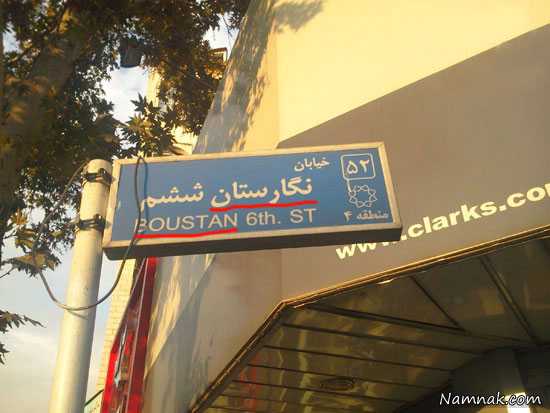 خیابان
نگارستان ششم
BOUSTAN 6th. ST
۵۲
منطقه ۴
www.clarks.co
Namnak.com